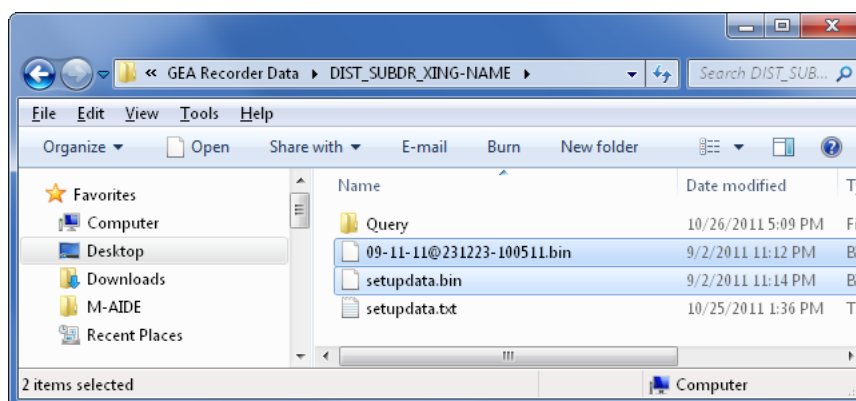 « GEA Recorder Data ▸ DIST_SUBDR_XING-NAME ▸ Search DIST_SUB...
File Edit View Tools Help
Organize Open Share with E-mail Burn New folder
Favorites
Computer
Desktop
Downloads
M-AIDE
Recent Places
Name Date modified
Query 10/26/2011 5:09 PM
09-11-11@231223-100511.bin 9/2/2011 11:12 PM
setupdata.bin 9/2/2011 11:14 PM
setupdata.txt 10/25/2011 1:36 PM
2 items selected Computer